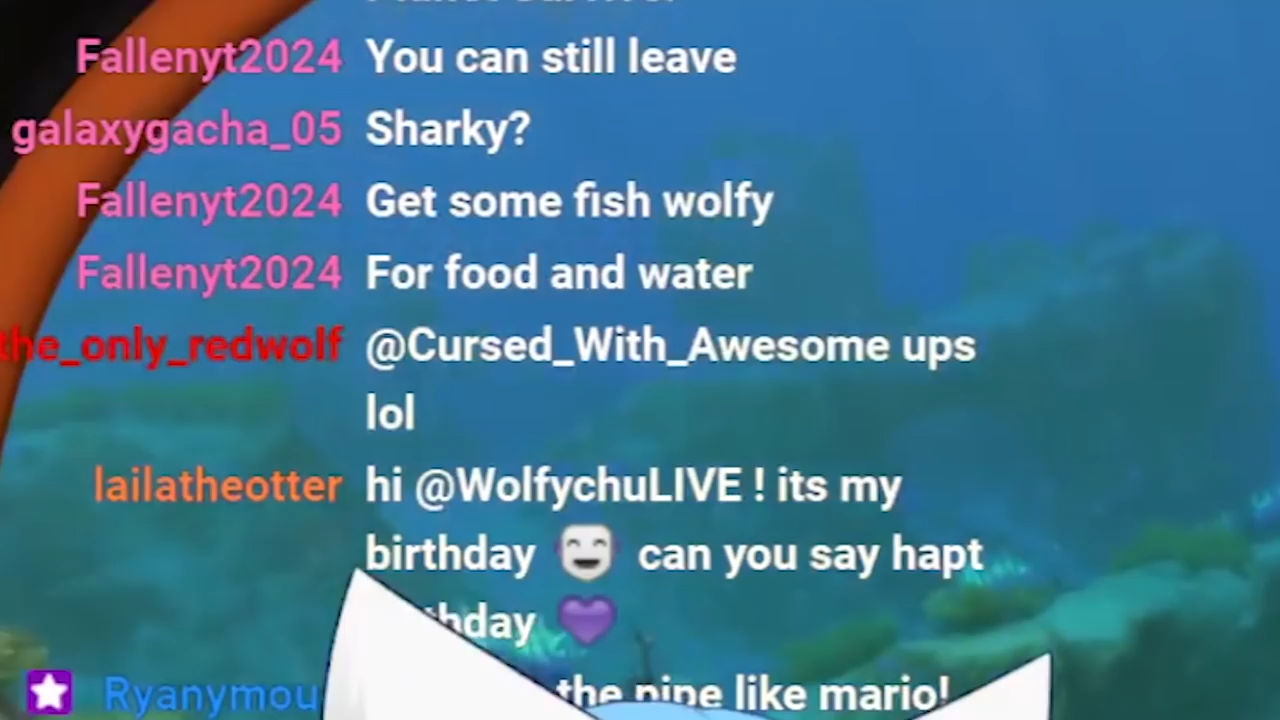 Fallenyt2024 You can still leave
galaxygacha_05 Sharky?
Fallenyt2024 Get some fish wolfy
Fallenyt2024 For food and water
the_only_redwolf @Cursed_With_Awesome ups
lol
lailatheotter hi @WolfychuLIVE ! its my
birthday can you say hapt
thday
Ryanymou the pipe like mario!